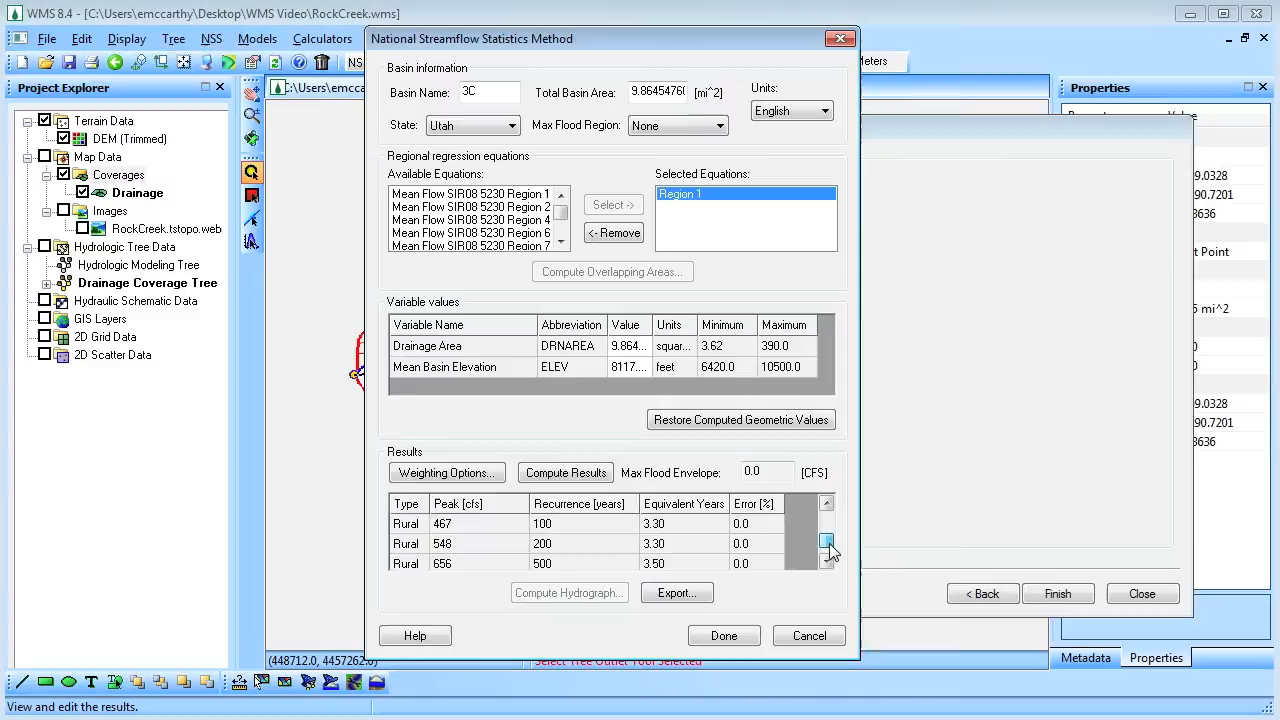 WMS 8.4 - [C:\Users\emccarthy\Desktop\WMS Video\RockCreek.wms]
File Edit Display Tree NSS Models Calculators
Project Explorer
Terrain Data
DEM (Trimmed)
Map Data
Coverages
Drainage
Images
RockCreek.tstopo.web
Hydrologic Tree Data
Hydrologic Modeling Tree
Drainage Coverage Tree
Hydraulic Schematic Data
GIS Layers
2D Grid Data
2D Scatter Data
National Streamflow Statistics Method
Basin information
Basin Name: 3C Total Basin Area: 9.8645476 [mi^2] Units:
English
State: Utah Max Flood Region: None
Regional regression equations
Available Equations: Selected Equations:
Mean Flow SIR08 5230 Region 1
Mean Flow SIR08 5230 Region 2
Mean Flow SIR08 5230 Region 4
Mean Flow SIR08 5230 Region 6
Mean Flow SIR08 5230 Region 7
Select ->
<- Remove
Region 1
Compute Overlapping Areas...
Variable values
Variable Name Abbreviation Value Units Minimum Maximum
Drainage Area DRNAREA 9.864... squar... 3.62 390.0
Mean Basin Elevation ELEV 8117.... feet 6420.0 10500.0
Restore Computed Geometric Values
Results
Weighting Options... Compute Results Max Flood Envelope: 0.0 [CFS]
Type Peak [cfs] Recurrence [years] Equivalent Years Error [%]
Rural 467 100 3.30 0.0
Rural 548 200 3.30 0.0
Rural 656 500 3.50 0.0
Compute Hydrograph... Export...
Help Done Cancel
Meters
Properties
9.0328
90.7201
3636
t Point
5 mi^2
9.0328
90.7201
3636
< Back Finish Close
Metadata Properties
(448712.0, 4457262.0) Select Tree Outlet Tool Selected
View and edit the results.